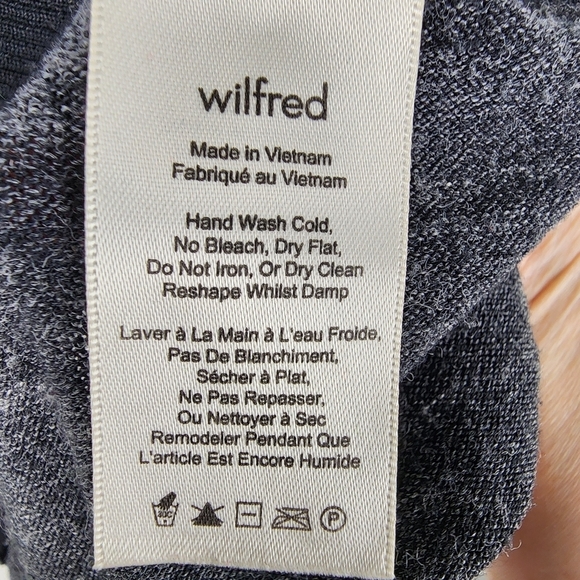 wilfred
Made in Vietnam
Fabriqué au Vietnam
Hand Wash Cold,
No Bleach, Dry Flat,
Do Not Iron, Or Dry Clean
Reshape Whilst Damp
Laver à La Main à L'eau Froide,
Pas De Blanchiment,
Sécher à Plat,
Ne Pas Repasser,
Ou Nettoyer à Sec
Remodeler Pendant Que
L'article Est Encore Humide
P